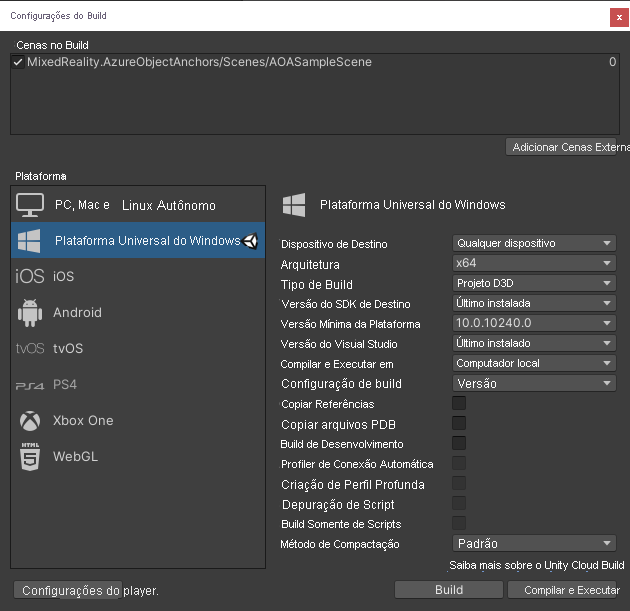 Configurações do Build
x
Cenas no Build
MixedReality.AzureObjectAnchors/Scenes/AOASampleScene 0
Adicionar Cenas Externa
Plataforma
PC, Mac e Linux Autônomo
Plataforma Universal do Windows
iOS iOS
Android
tvOS tvOS
PS4 PS4
Xbox One
HTML 5 WebGL
Plataforma Universal do Windows
Dispositivo de Destino Qualquer dispositivo
Arquitetura x64
Tipo de Build Projeto D3D
Versão do SDK de Destino Último instalada
Versão Mínima da Plataforma 10.0.10240.0
Versão do Visual Studio Último instalado
Compilar e Executar em Computador local
Configuração de build Versão
Copiar Referências
Copiar arquivos PDB
Build de Desenvolvimento
Profiler de Conexão Automática
Criação de Perfil Profunda
Depuração de Script
Build Somente de Scripts
Método de Compactação Padrão
Saiba mais sobre o Unity Cloud Build
Configurações do player.
Build
Compilar e Executar